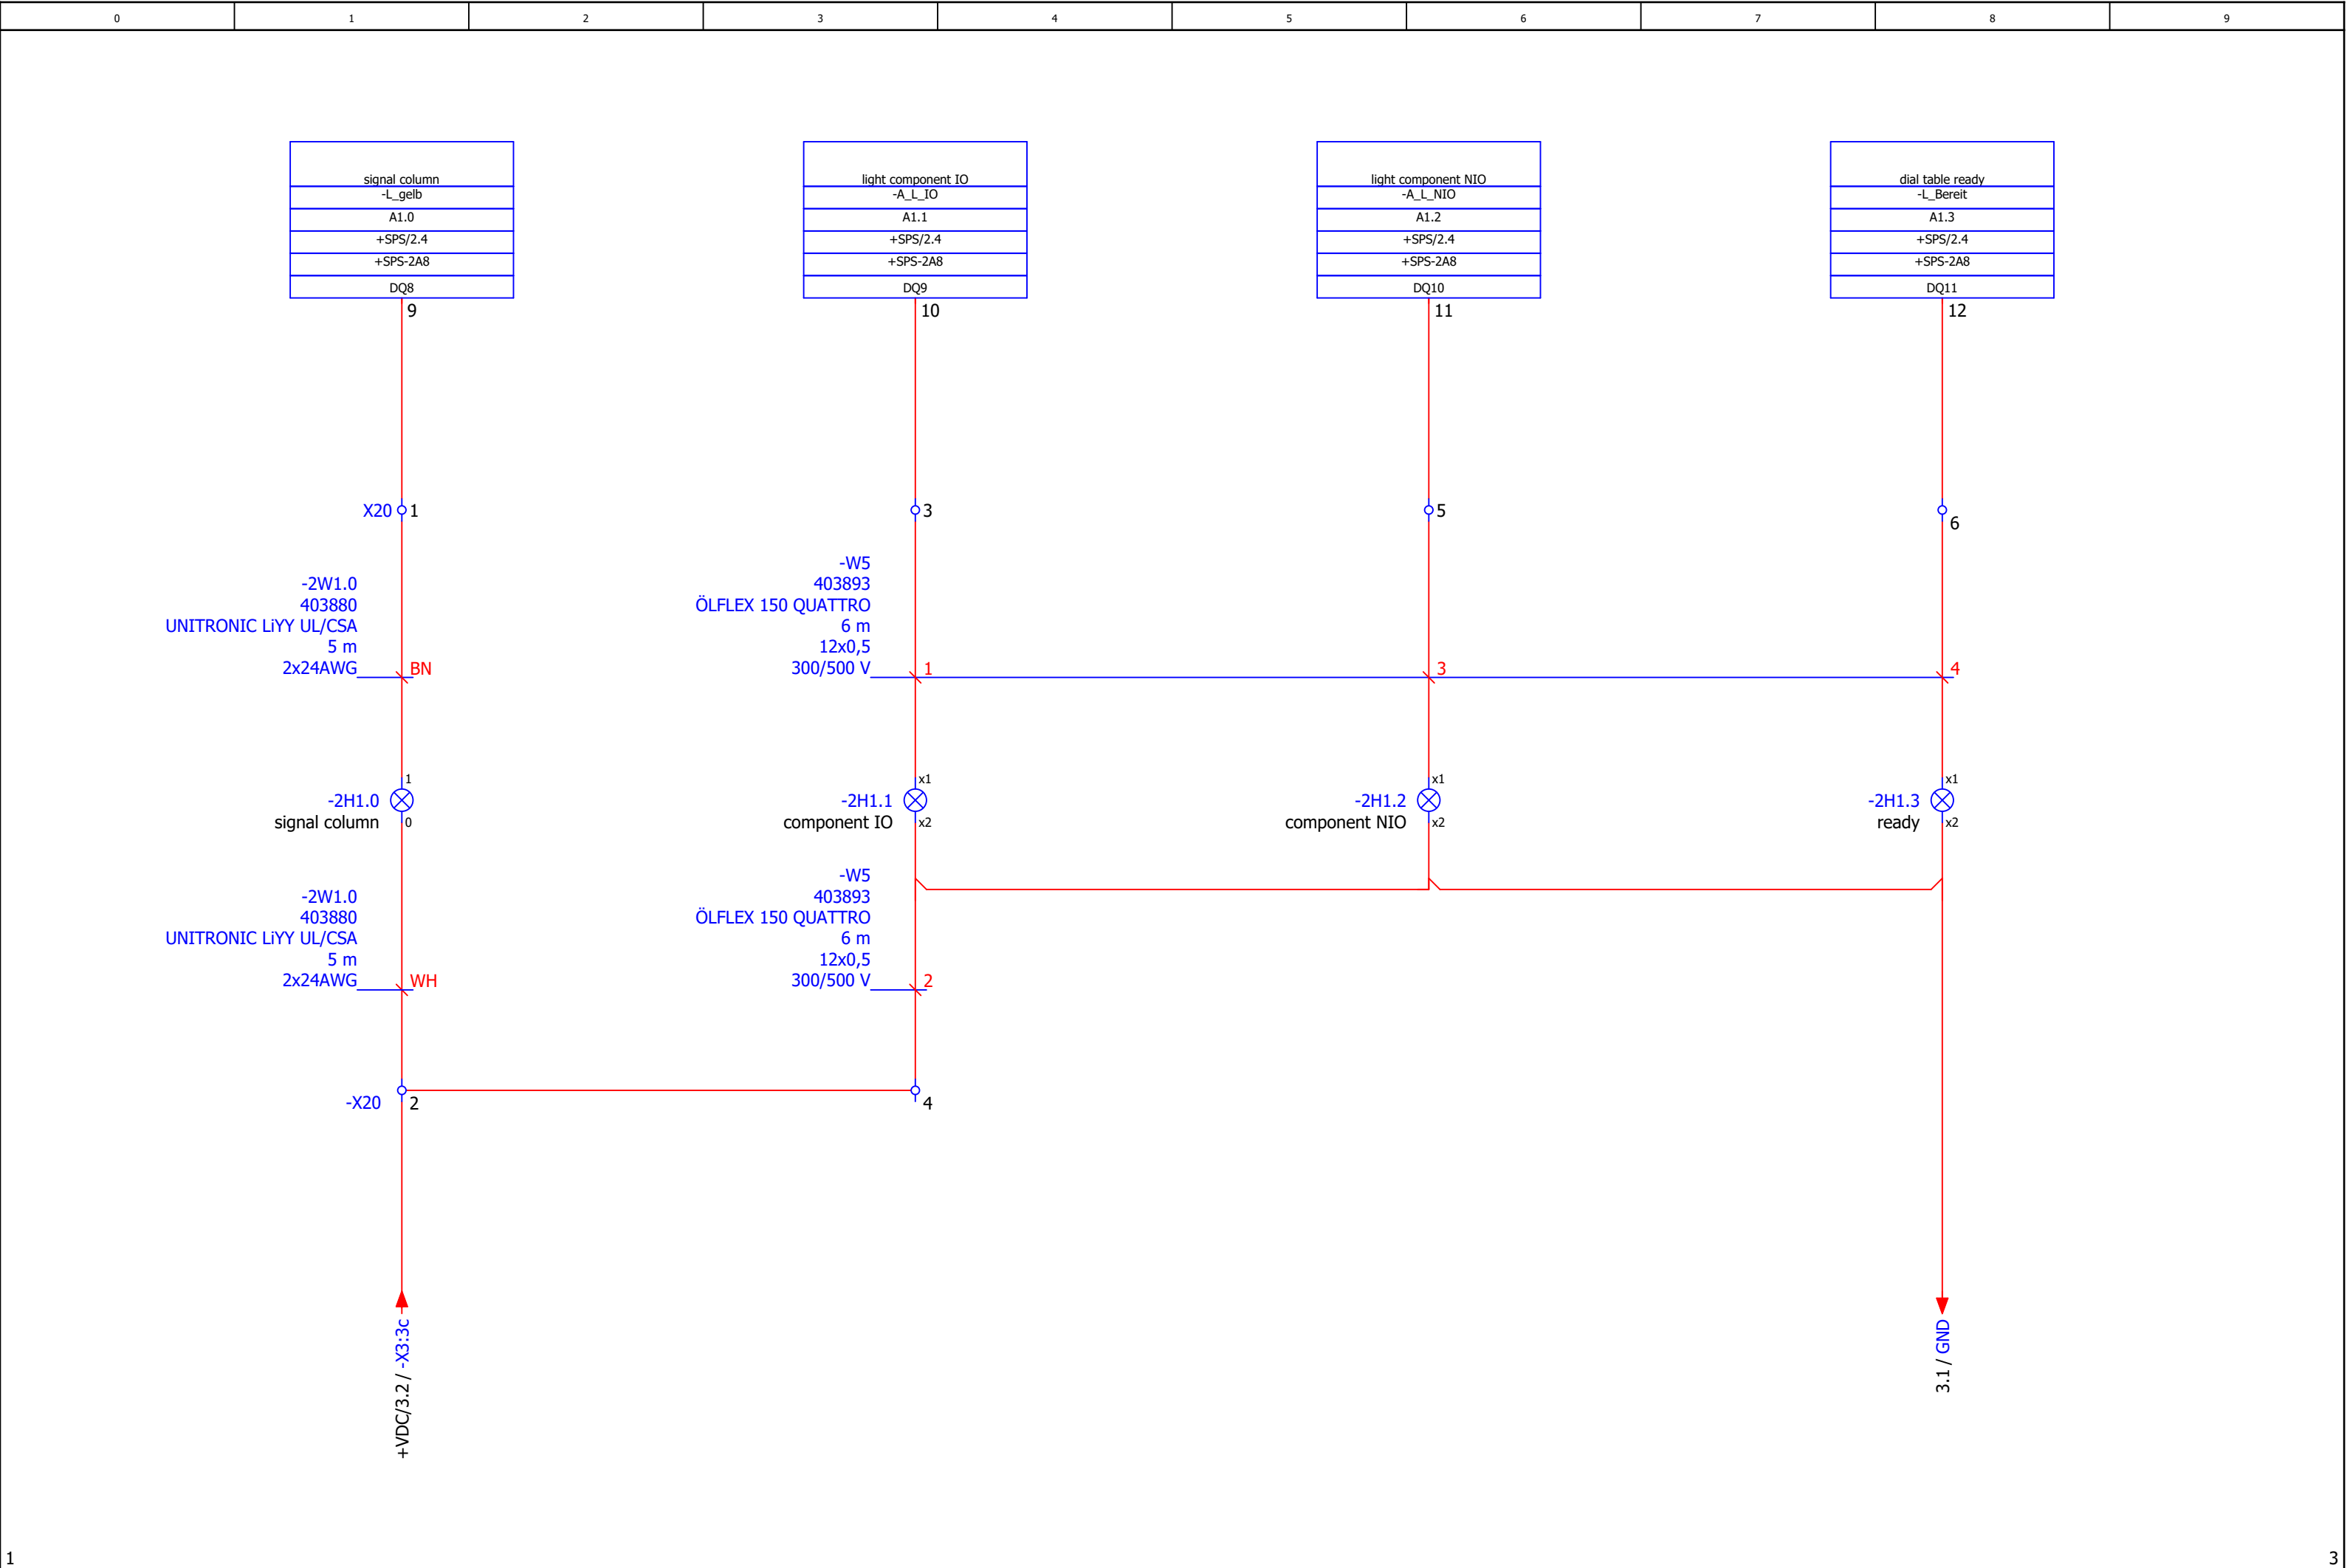 0 1 2 3 4 5 6 7 8 9
signal column
-L_gelb
A1.0
+SPS/2.4
+SPS-2A8
DQ8
9
light component IO
-A_L_IO
A1.1
+SPS/2.4
+SPS-2A8
DQ9
10
light component NIO
-A_L_NIO
A1.2
+SPS/2.4
+SPS-2A8
DQ10
11
dial table ready
-L_Bereit
A1.3
+SPS/2.4
+SPS-2A8
DQ11
12
X20 1
3
5
6
-2W1.0
403880
UNITRONIC LiYY UL/CSA
5 m
2x24AWG
BN
-W5
403893
ÖLFLEX 150 QUATTRO
6 m
12x0,5
300/500 V
1
3
4
1
-2H1.0
signal column
0
x1
-2H1.1
component IO
x2
x1
-2H1.2
component NIO
x2
x1
-2H1.3
ready
x2
-2W1.0
403880
UNITRONIC LiYY UL/CSA
5 m
2x24AWG
WH
-W5
403893
ÖLFLEX 150 QUATTRO
6 m
12x0,5
300/500 V
2
-X20 2
4
+VDC/3.2 / -X3:3c
3.1 / GND
1
3